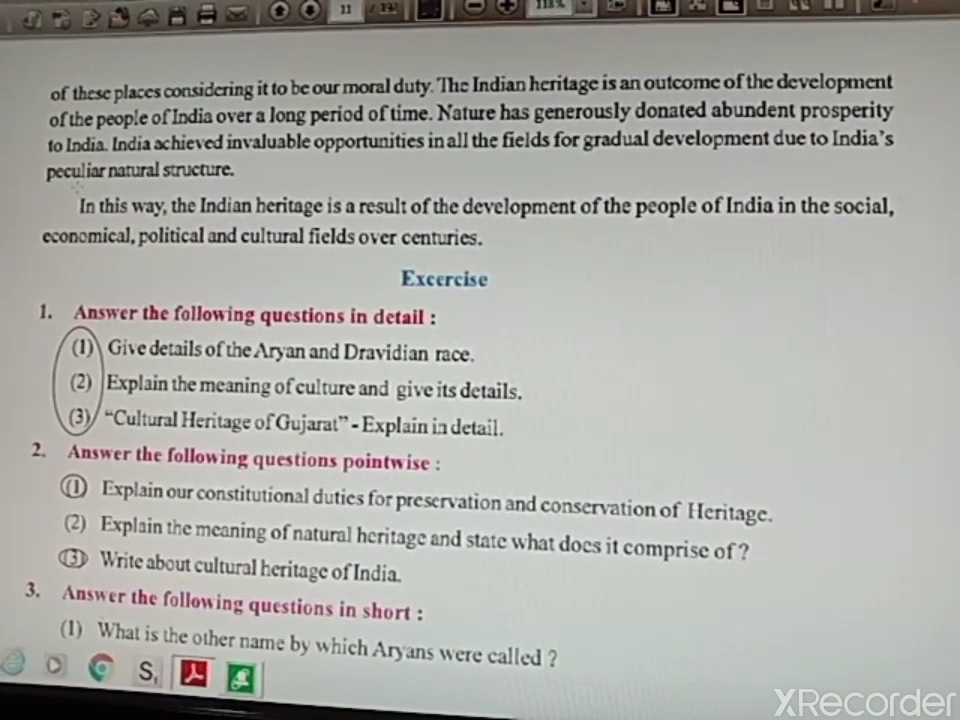 11 / 192
118%
of these places considering it to be our moral duty. The Indian heritage is an outcome of the development
of the people of India over a long period of time. Nature has generously donated abundent prosperity
to India. India achieved invaluable opportunities in all the fields for gradual development due to India's
peculiar natural structure.
In this way, the Indian heritage is a result of the development of the people of India in the social,
economical, political and cultural fields over centuries.
Excercise
1. Answer the following questions in detail :
(1) Give details of the Aryan and Dravidian race.
(2) Explain the meaning of culture and give its details.
(3) “Cultural Heritage of Gujarat” - Explain in detail.
2. Answer the following questions pointwise :
(1) Explain our constitutional duties for preservation and conservation of Heritage.
(2) Explain the meaning of natural heritage and state what does it comprise of ?
(3) Write about cultural heritage of India.
3. Answer the following questions in short :
(1) What is the other name by which Aryans were called ?
XRecorder